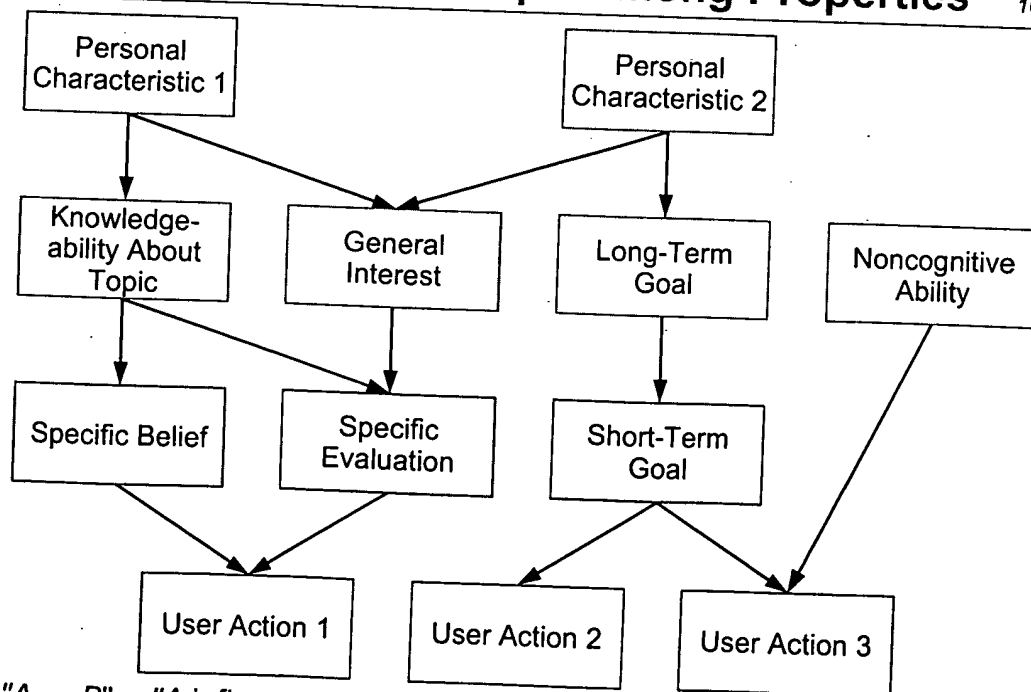 Properties
Personal
Characteristic 1
Personal
Characteristic 2
Knowledge-
ability About
Topic
General
Interest
Long-Term
Goal
Noncognitive
Ability
Specific Belief
Specific
Evaluation
Short-Term
Goal
User Action 1
User Action 2
User Action 3